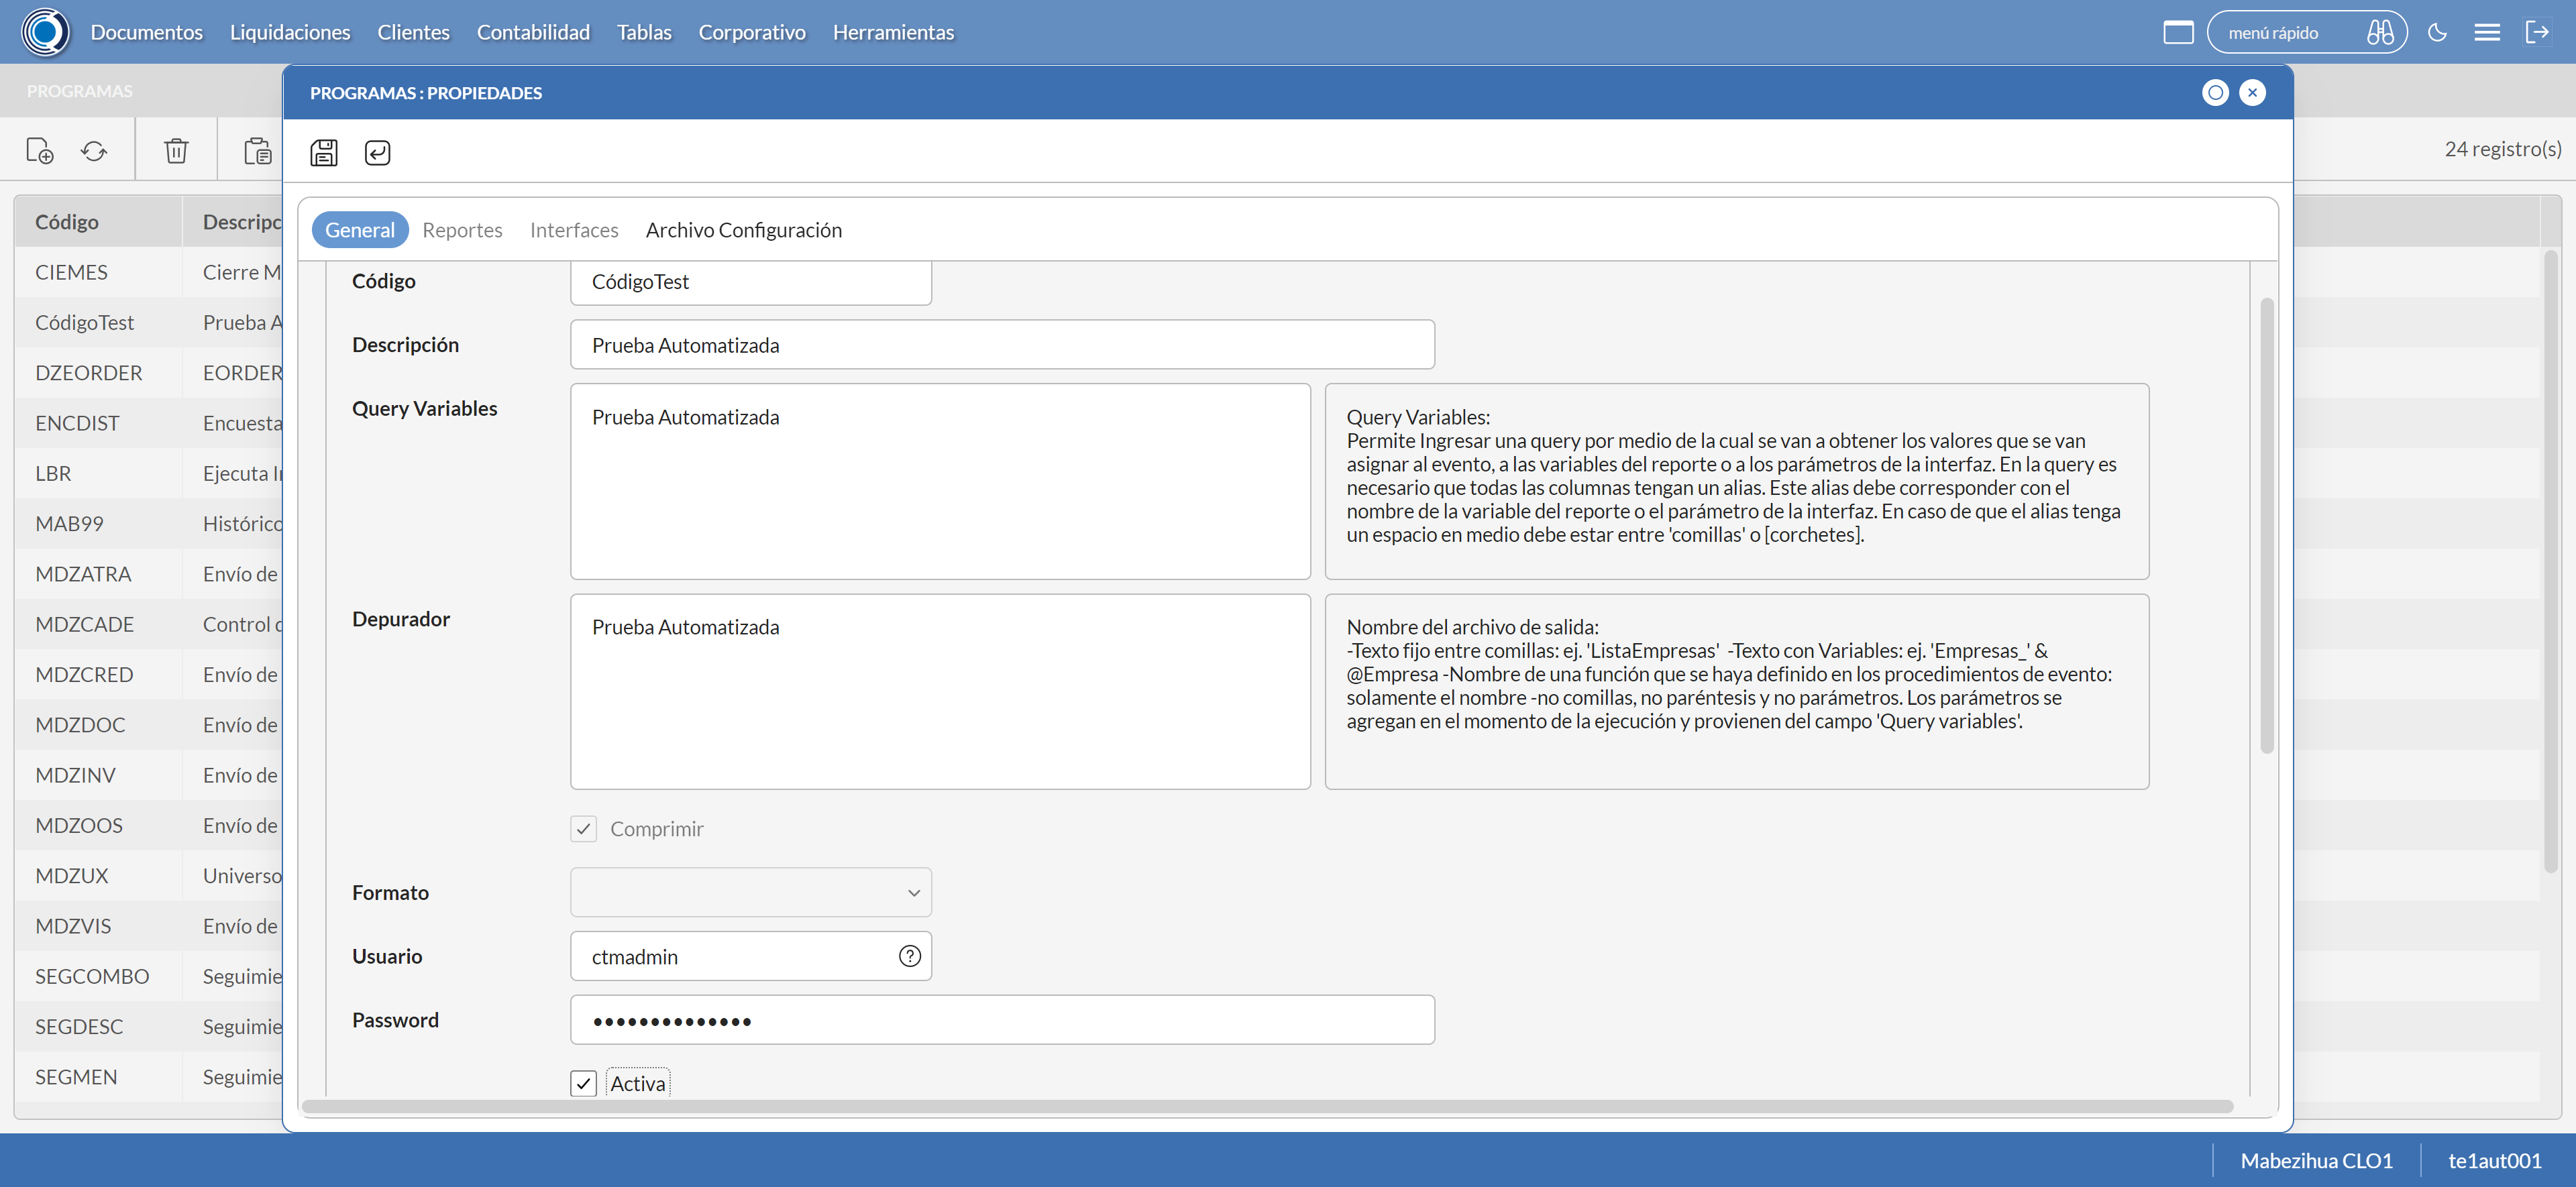 Documentos Liquidaciones Clientes Contabilidad Tablas Corporativo Herramientas menú rápido
PROGRAMAS
PROGRAMAS : PROPIEDADES
24 registro(s)
General Reportes Interfaces Archivo Configuración
Código Descripc
CIEMES Cierre M
CódigoTest Prueba A
DZEORDER EORDER
ENCDIST Encuesta
LBR Ejecuta I
MAB99 Histórico
MDZATRA Envío de
MDZCADE Control d
MDZCRED Envío de
MDZDOC Envío de
MDZINV Envío de
MDZOOS Envío de
MDZUX Universo
MDZVIS Envío de
SEGCOMBO Seguimie
SEGDESC Seguimie
SEGMEN Seguimie
Código CódigoTest
Descripción Prueba Automatizada
Query Variables Prueba Automatizada
Query Variables:
Permite Ingresar una query por medio de la cual se van a obtener los valores que se van
asignar al evento, a las variables del reporte o a los parámetros de la interfaz. En la query es
necesario que todas las columnas tengan un alias. Este alias debe corresponder con el
nombre de la variable del reporte o el parámetro de la interfaz. En caso de que el alias tenga
un espacio en medio debe estar entre 'comillas' o [corchetes].
Depurador Prueba Automatizada
Nombre del archivo de salida:
-Texto fijo entre comillas: ej. 'ListaEmpresas' -Texto con Variables: ej. 'Empresas_' &
@Empresa -Nombre de una función que se haya definido en los procedimientos de evento:
solamente el nombre -no comillas, no paréntesis y no parámetros. Los parámetros se
agregan en el momento de la ejecución y provienen del campo 'Query variables'.
Comprimir
Formato
Usuario ctmadmin
Password ••••••••••••••
Activa
Mabezihua CLO1 te1aut001